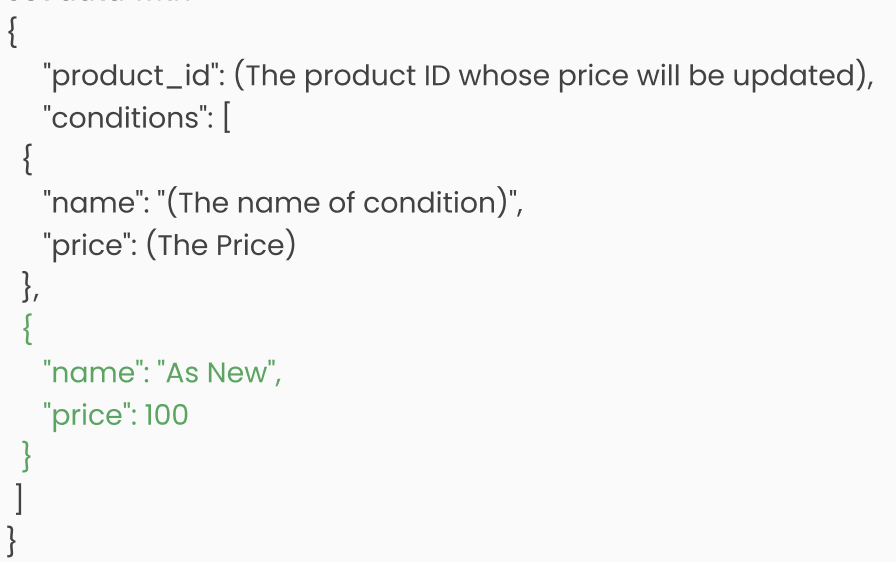 {
"product_id": (The product ID whose price will be updated),
"conditions": [
{
"name": "(The name of condition)",
"price": (The Price)
},
{
"name": "As New",
"price": 100
}
]
}